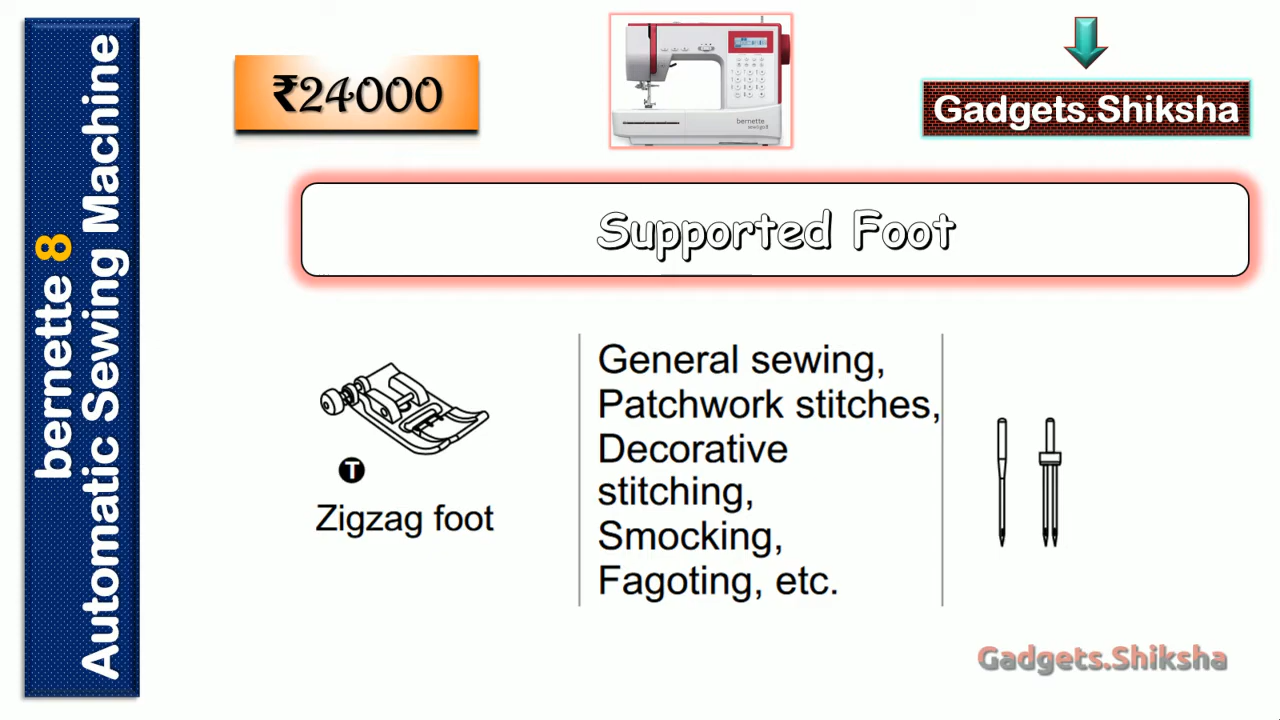 bernette 8
Automatic Sewing Machine
₹24000
bernette
Gadgets.Shiksha
Supported Foot
T
Zigzag foot
General sewing,
Patchwork stitches,
Decorative
stitching,
Smocking,
Fagoting, etc.
Gadgets.Shiksha